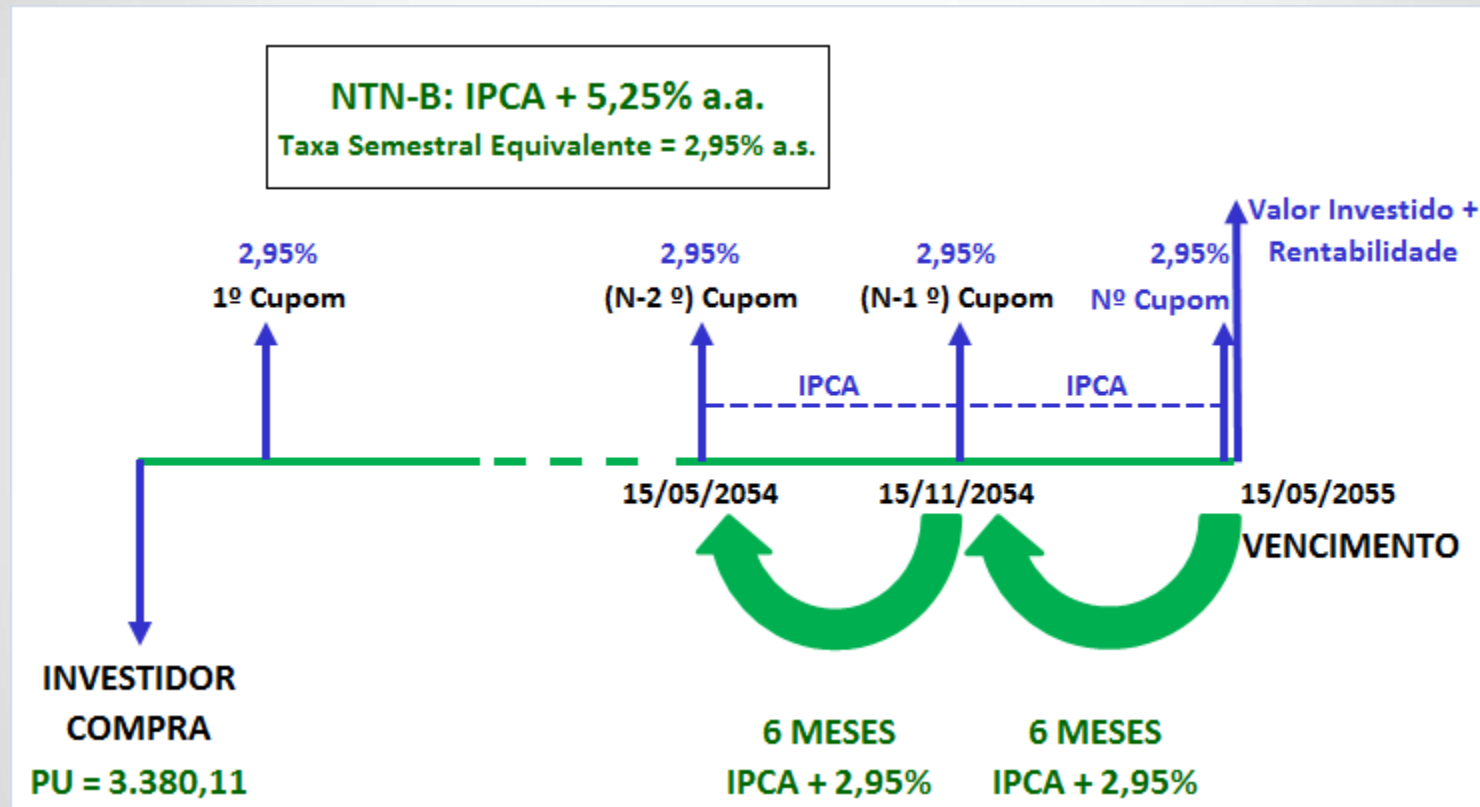 NTN-B: IPCA + 5,25% a.a.
Taxa Semestral Equivalente = 2,95% a.s.
Valor Investido +
Rentabilidade
2,95%
1º Cupom
2,95%
(N-2 º) Cupom
2,95%
(N-1 º) Cupom
2,95%
Nº Cupom
IPCA
IPCA
15/05/2054
15/11/2054
15/05/2055
VENCIMENTO
INVESTIDOR
COMPRA
PU = 3.380,11
6 MESES
IPCA + 2,95%
6 MESES
IPCA + 2,95%